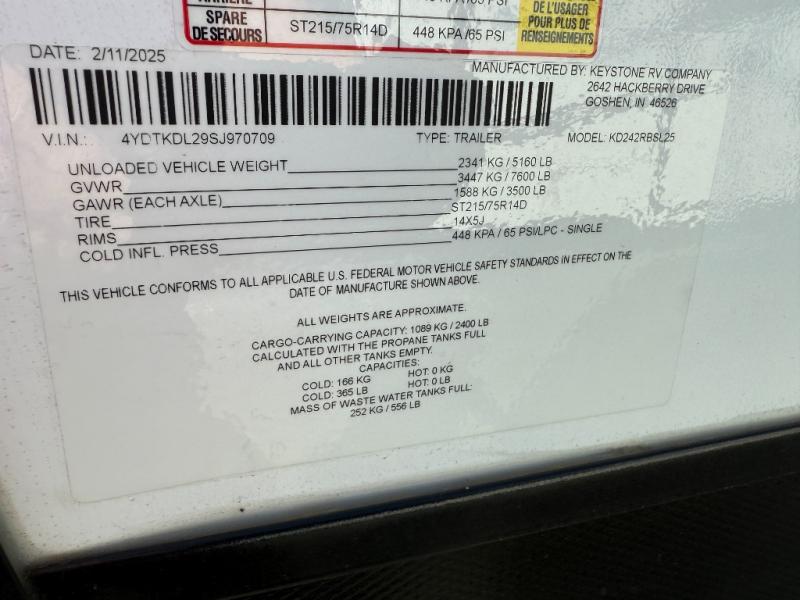 ARRIÈRE
SPARE
DE SECOURS
ST215/75R14D
448 KPA /65 PSI
DE L'USAGER
POUR PLUS DE
RENSEIGNEMENTS
DATE: 2/11/2025
MANUFACTURED BY: KEYSTONE RV COMPANY
2642 HACKBERRY DRIVE
GOSHEN, IN. 46526
V.I.N.: 4YDTKDL29SJ970709 TYPE: TRAILER MODEL: KD242RBSL25
UNLOADED VEHICLE WEIGHT 2341 KG / 5160 LB
GVWR 3447 KG / 7600 LB
GAWR (EACH AXLE) 1588 KG / 3500 LB
TIRE ST215/75R14D
RIMS 14X5J
COLD INFL. PRESS 448 KPA / 65 PSI/LPC - SINGLE
THIS VEHICLE CONFORMS TO ALL APPLICABLE U.S. FEDERAL MOTOR VEHICLE SAFETY STANDARDS IN EFFECT ON THE
DATE OF MANUFACTURE SHOWN ABOVE.
ALL WEIGHTS ARE APPROXIMATE.
CARGO-CARRYING CAPACITY: 1089 KG / 2400 LB
CALCULATED WITH THE PROPANE TANKS FULL
AND ALL OTHER TANKS EMPTY.
CAPACITIES:
COLD: 166 KG HOT: 0 KG
COLD: 365 LB HOT: 0 LB
MASS OF WASTE WATER TANKS FULL:
252 KG / 556 LB